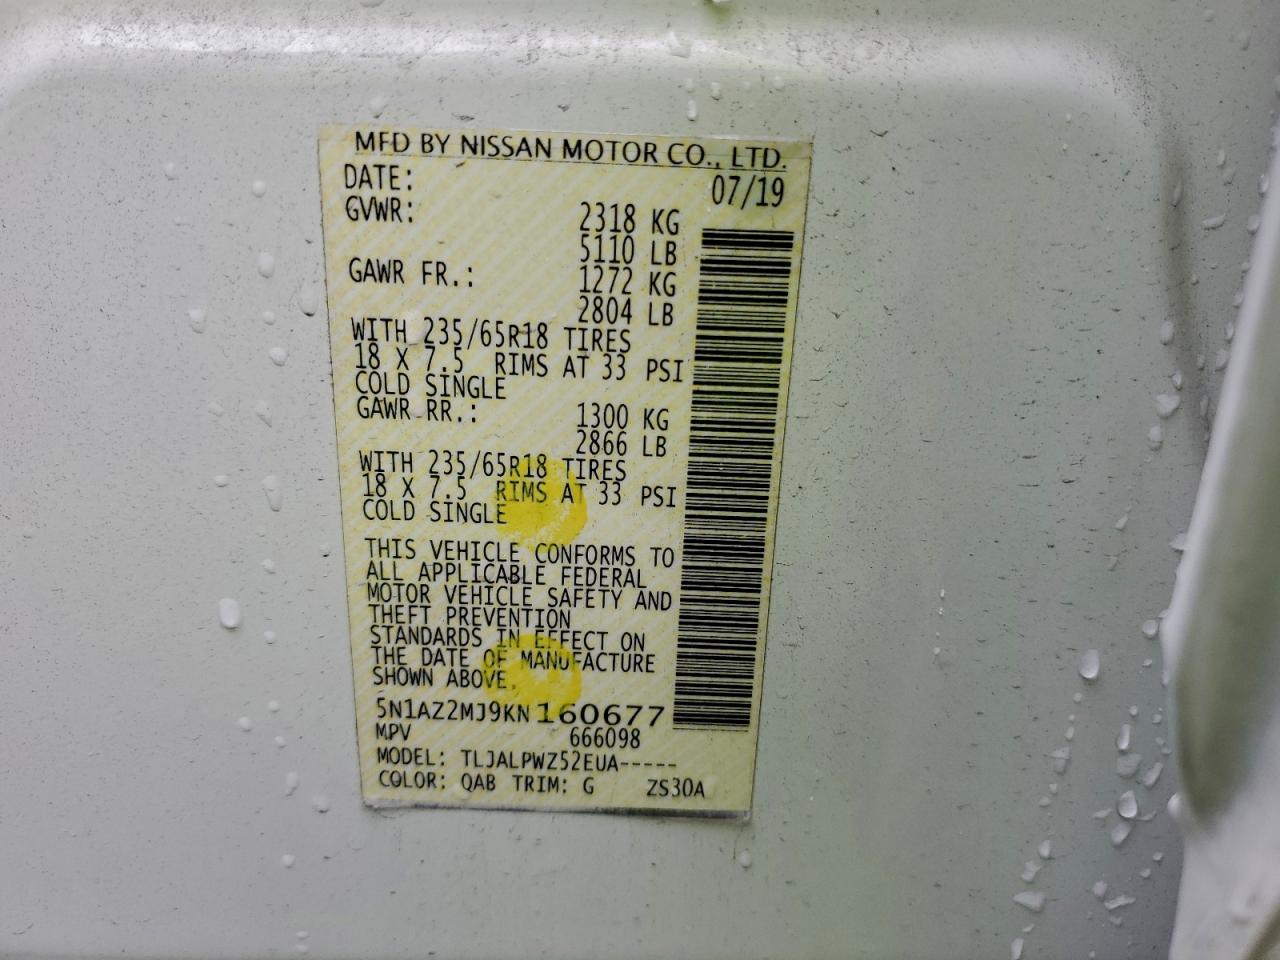 MFD BY NISSAN MOTOR CO., LTD.
DATE: 07/19
GVWR: 2318 KG
5110 LB
GAWR FR.: 1272 KG
2804 LB
WITH 235/65R18 TIRES
18 X 7.5 RIMS AT 33 PSI
COLD SINGLE
GAWR RR.: 1300 KG
2866 LB
WITH 235/65R18 TIRES
18 X 7.5 RIMS AT 33 PSI
COLD SINGLE
THIS VEHICLE CONFORMS TO
ALL APPLICABLE FEDERAL
MOTOR VEHICLE SAFETY AND
THEFT PREVENTION
STANDARDS IN EFFECT ON
THE DATE OF MANUFACTURE
SHOWN ABOVE.
5N1AZ2MJ9KN160677
MPV 666098
MODEL: TLJALPWZ52EUA-----
COLOR: QAB TRIM: G ZS30A